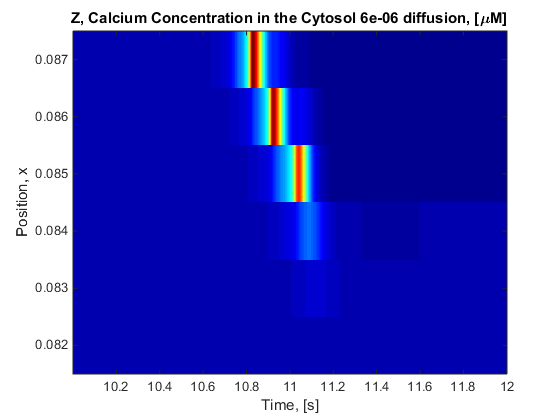 Z, Calcium Concentration in the Cytosol 6e-06 diffusion, [μM]
0.087
0.086
0.085
0.084
0.083
0.082
Position, x
10.2 10.4 10.6 10.8 11 11.2 11.4 11.6 11.8 12
Time, [s]